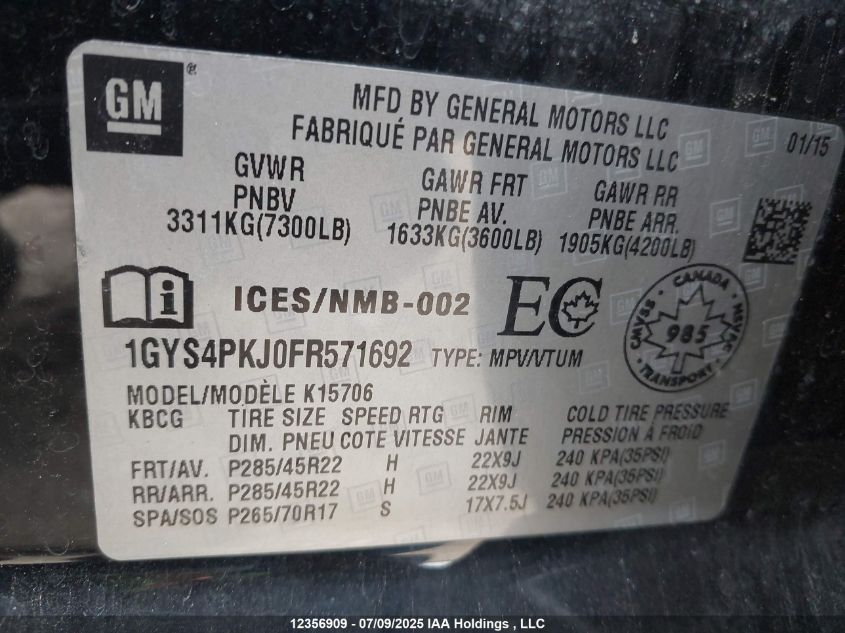 GM®
MFD BY GENERAL MOTORS LLC
FABRIQUÉ PAR GENERAL MOTORS LLC
01/15
GVWR
PNBV
3311KG(7300LB)
GAWR FRT
PNBE AV.
1633KG(3600LB)
GAWR RR
PNBE ARR.
1905KG(4200LB)
i
ICES/NMB-002
EC
CMVSS · CANADA · NSVAC · TRANSPORT ·
985
1GYS4PKJ0FR571692 TYPE: MPV/VTUM
MODEL/MODÈLE K15706
KBCG TIRE SIZE SPEED RTG RIM COLD TIRE PRESSURE
DIM. PNEU COTE VITESSE JANTE PRESSION À FROID
FRT/AV. P285/45R22 H 22X9J 240 KPA(35PSI)
RR/ARR. P285/45R22 H 22X9J 240 KPA(35PSI)
SPA/SOS P265/70R17 S 17X7.5J 240 KPA(35PSI)
12356909 - 07/09/2025 IAA Holdings , LLC